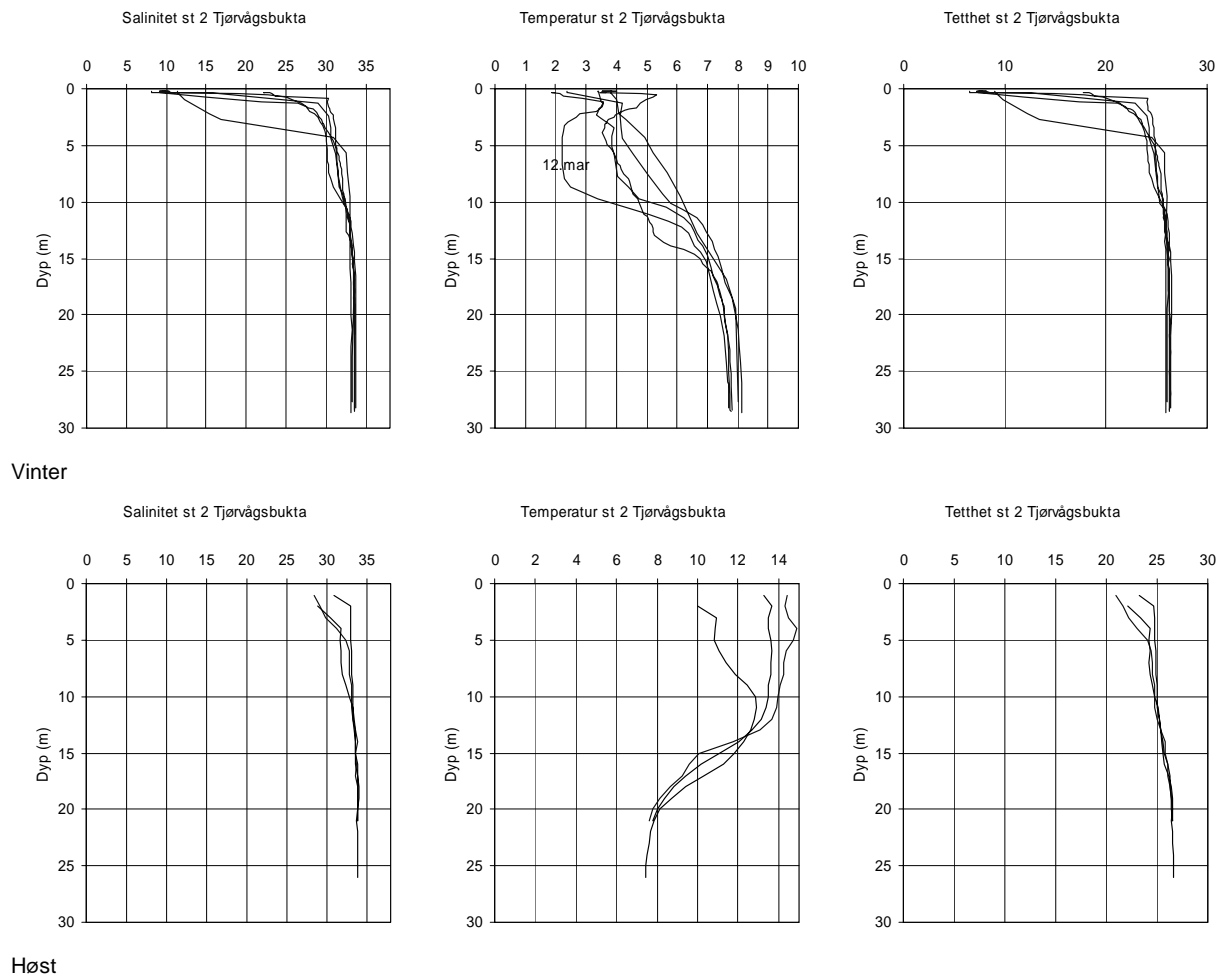 Salinitet st 2 Tjørvågsbukta
Temperatur st 2 Tjørvågsbukta
Tetthet st 2 Tjørvågsbukta
0 5 10 15 20 25 30 35
0 1 2 3 4 5 6 7 8 9 10
0 10 20 30
0
5
10
15
20
25
30
Dyp (m)
0
5
10
15
20
25
30
Dyp (m)
12.mar
0
5
10
15
20
25
30
Dyp (m)
Vinter
Salinitet st 2 Tjørvågsbukta
Temperatur st 2 Tjørvågsbukta
Tetthet st 2 Tjørvågsbukta
0 5 10 15 20 25 30 35
0 2 4 6 8 10 12 14
0 5 10 15 20 25 30
0
5
10
15
20
25
30
Dyp (m)
0
5
10
15
20
25
30
Dyp (m)
0
5
10
15
20
25
30
Dyp (m)
Høst